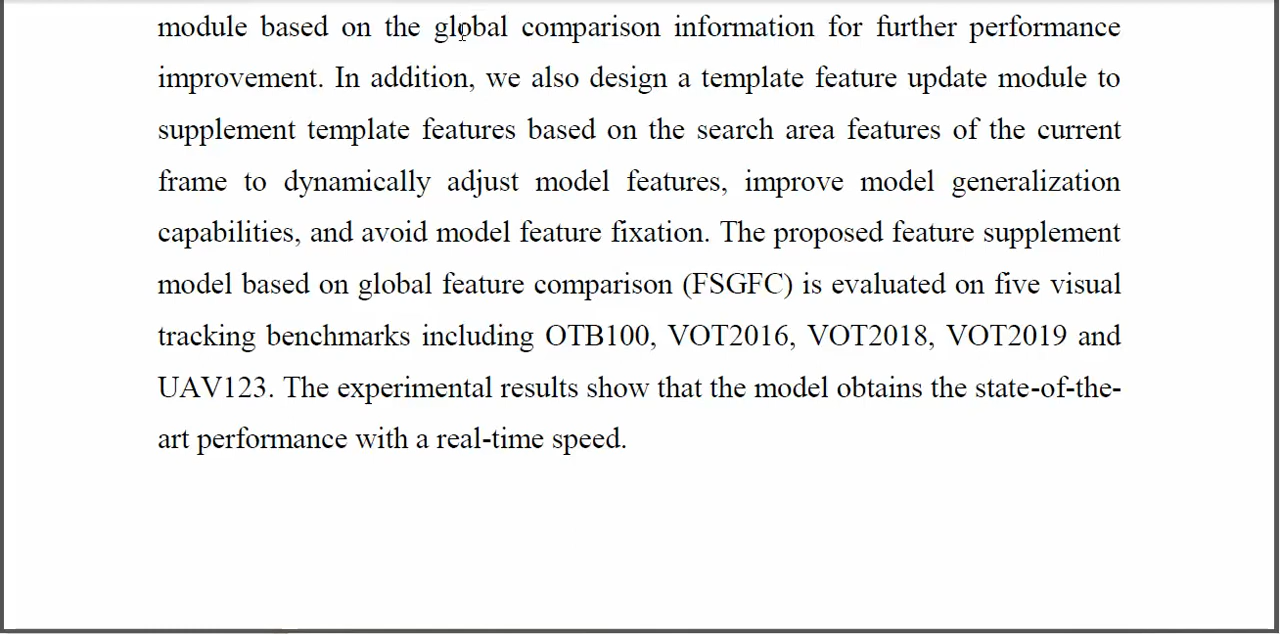 module based on the global comparison information for further performance
improvement. In addition, we also design a template feature update module to
supplement template features based on the search area features of the current
frame to dynamically adjust model features, improve model generalization
capabilities, and avoid model feature fixation. The proposed feature supplement
model based on global feature comparison (FSGFC) is evaluated on five visual
tracking benchmarks including OTB100, VOT2016, VOT2018, VOT2019 and
UAV123. The experimental results show that the model obtains the state-of-the-
art performance with a real-time speed.